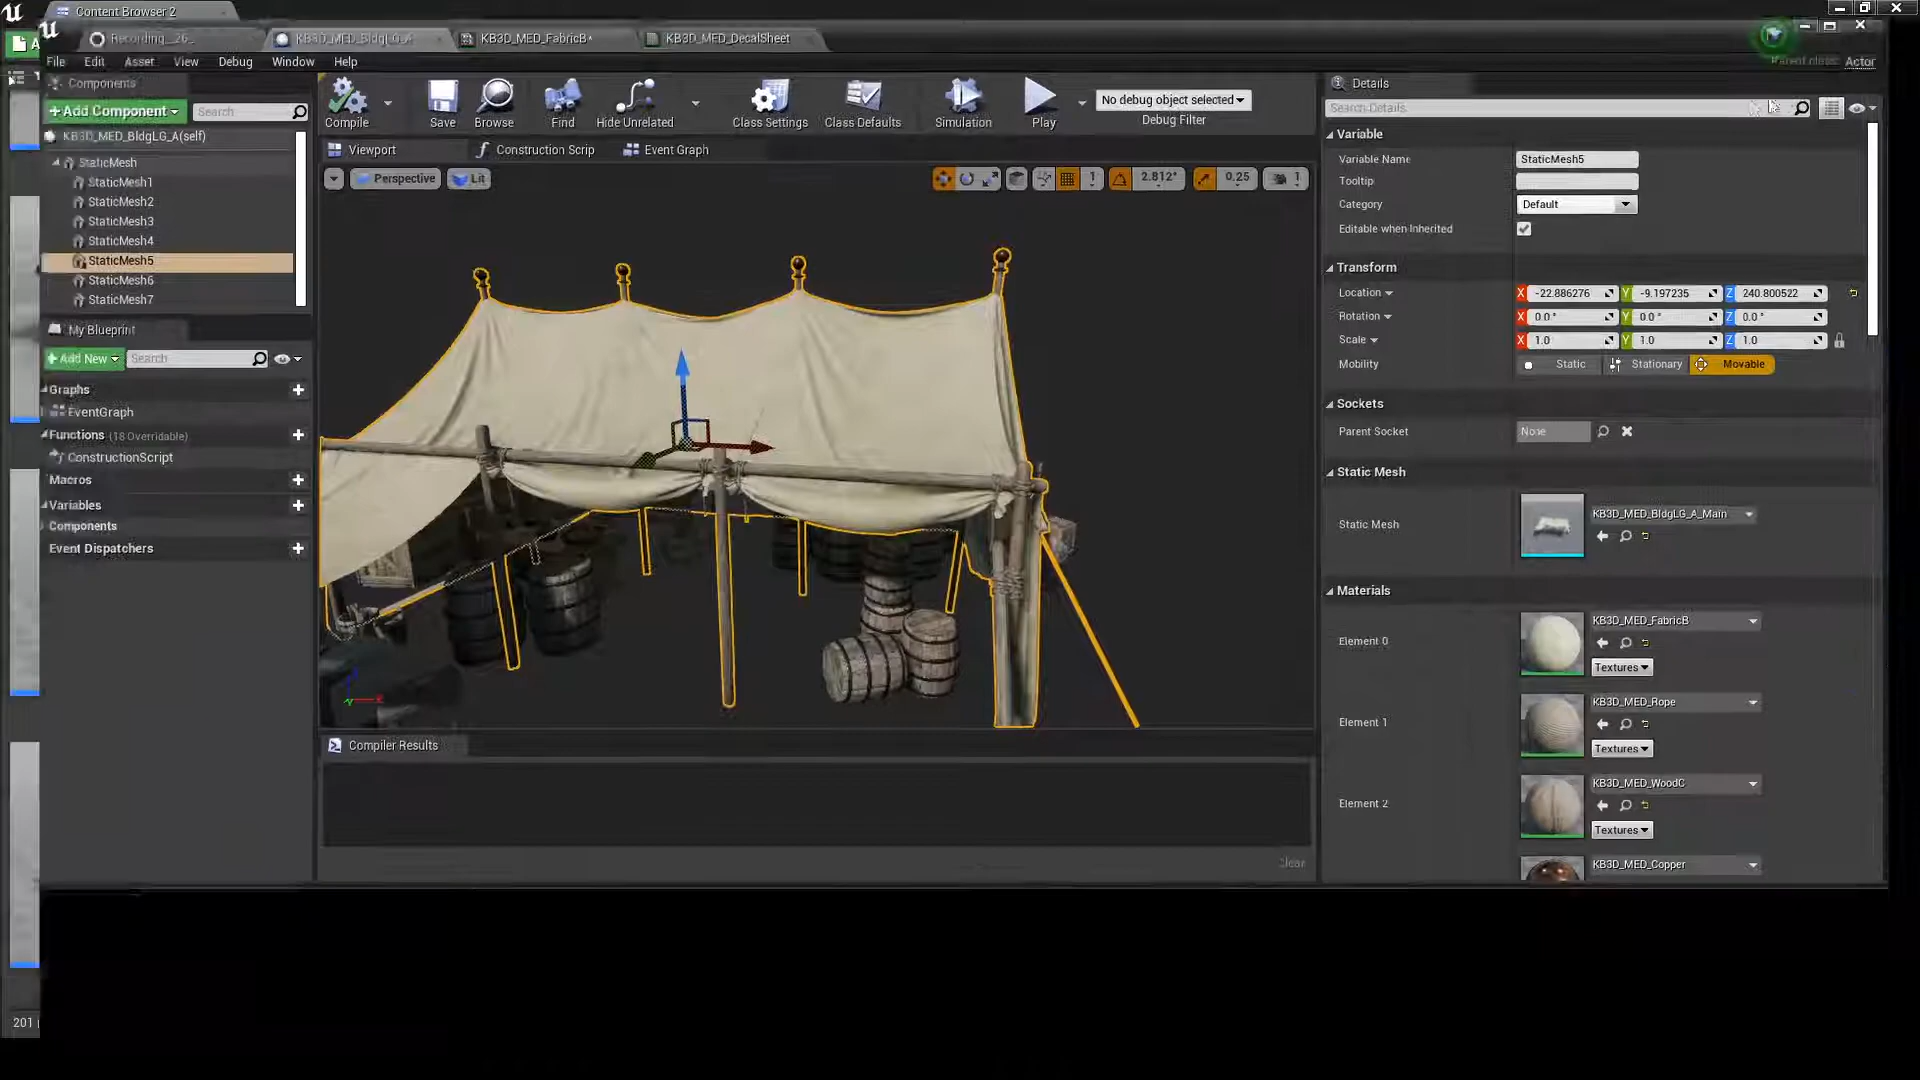 Content Browser 2
Recording_26_
KB3D_MED_BldgLG_A
KB3D_MED_FabricB*
KB3D_MED_DecalSheet
File Edit Asset View Debug Window Help
Parent class: Actor
Components
+Add Component
Search
KB3D_MED_BldgLG_A(self)
StaticMesh
StaticMesh1
StaticMesh2
StaticMesh3
StaticMesh4
StaticMesh5
StaticMesh6
StaticMesh7
My Blueprint
+Add New
Search
Graphs
EventGraph
Functions (18 Overridable)
ConstructionScript
Macros
Variables
Components
Event Dispatchers
201
Compile
Save
Browse
Find
Hide Unrelated
Class Settings
Class Defaults
Simulation
Play
No debug object selected
Debug Filter
Viewport
Construction Scrip
Event Graph
Perspective
Lit
1
2.812°
0.25
1
Compiler Results
Clear
Details
Search Details
Variable
Variable Name StaticMesh5
Tooltip
Category Default
Editable when Inherited
Transform
Location X -22.886276 Y -9.197235 Z 240.800522
Rotation X 0.0° Y 0.0° Z 0.0°
Scale X 1.0 Y 1.0 Z 1.0
Mobility Static Stationary Movable
Sockets
Parent Socket None
Static Mesh
Static Mesh KB3D_MED_BldgLG_A_Main
Materials
Element 0 KB3D_MED_FabricB
Textures
Element 1 KB3D_MED_Rope
Textures
Element 2 KB3D_MED_WoodC
Textures
KB3D_MED_Copper